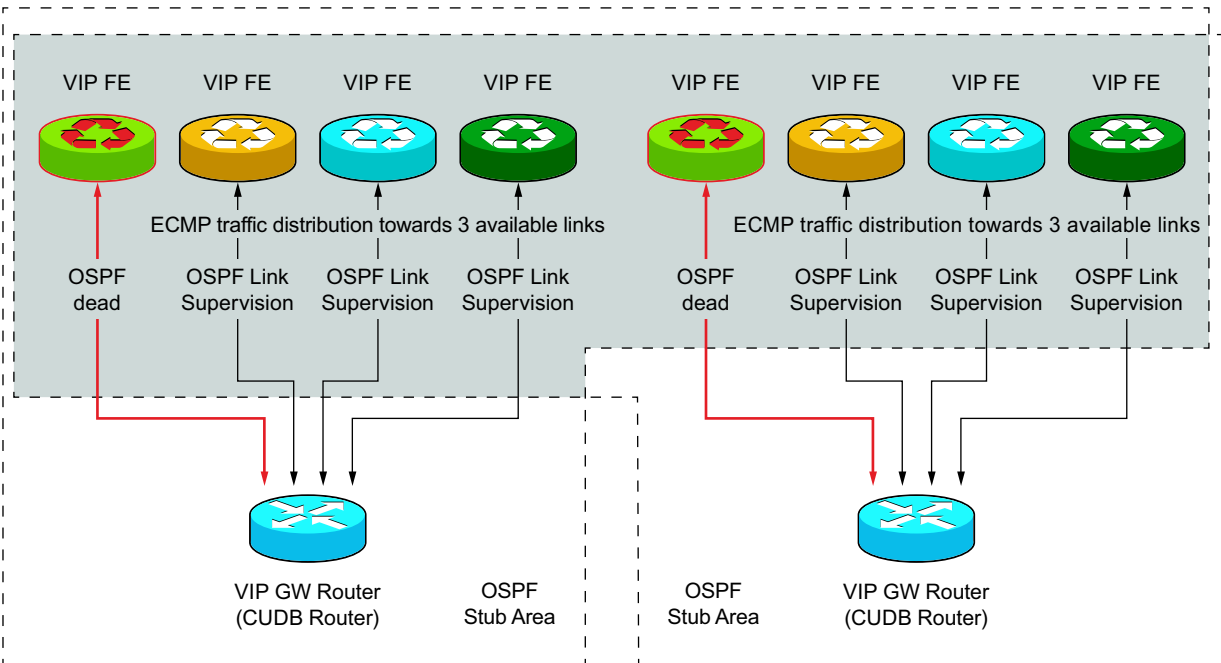 VIP FE VIP FE VIP FE VIP FE VIP FE VIP FE VIP FE VIP FE
ECMP traffic distribution towards 3 available links ECMP traffic distribution towards 3 available links
OSPF dead
OSPF Link Supervision
OSPF Link Supervision
OSPF Link Supervision
OSPF dead
OSPF Link Supervision
OSPF Link Supervision
OSPF Link Supervision
VIP GW Router
(CUDB Router)
OSPF
Stub Area
OSPF
Stub Area
VIP GW Router
(CUDB Router)